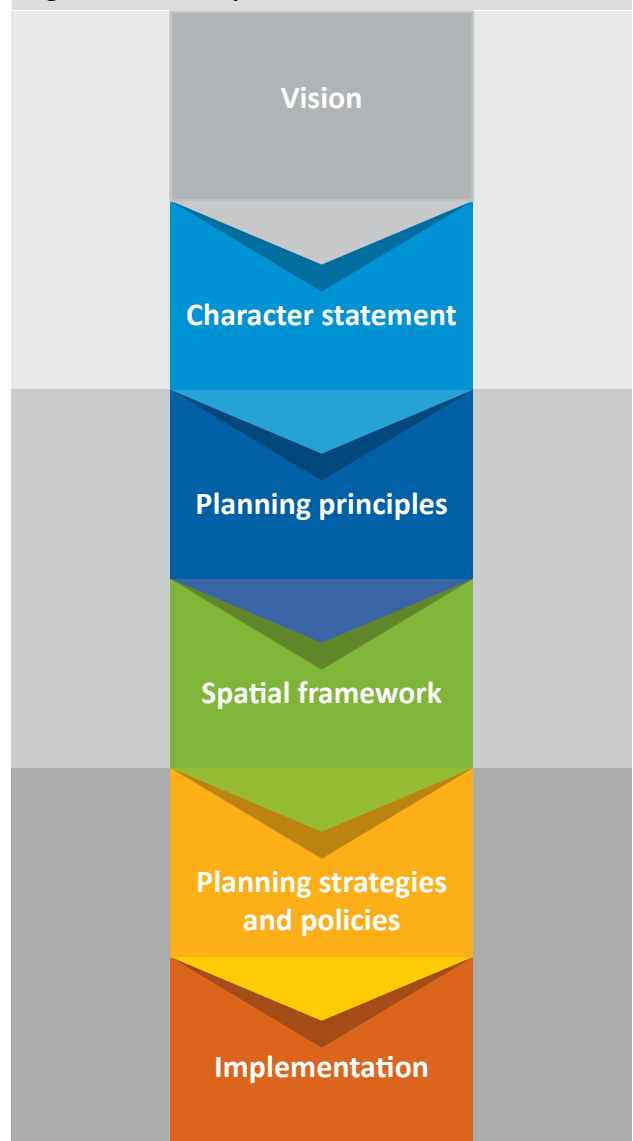 Vision
Character statement
Planning principles
Spatial framework
Planning strategies
and policies
Implementation